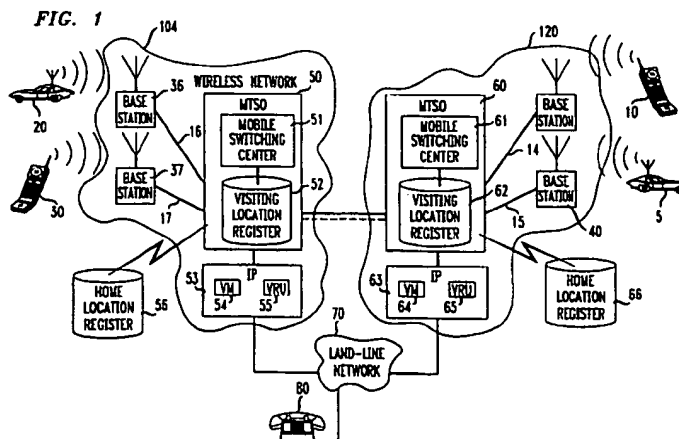 FIG. 1
104
120
WIRELESS NETWORK
50
60
MTSO
MTSO
36
BASE
STATION
51
MOBILE
SWITCHING
CENTER
61
MOBILE
SWITCHING
CENTER
BASE
STATION
10
20
16
14
37
BASE
STATION
52
VISITING
LOCATION
REGISTER
62
VISITING
LOCATION
REGISTER
BASE
STATION
30
17
15
40
5
53
IP
VM
VRU
54
55
63
IP
VM
VRU
64
65
HOME
LOCATION
REGISTER
56
HOME
LOCATION
REGISTER
66
70
LAND-LINE
NETWORK
80